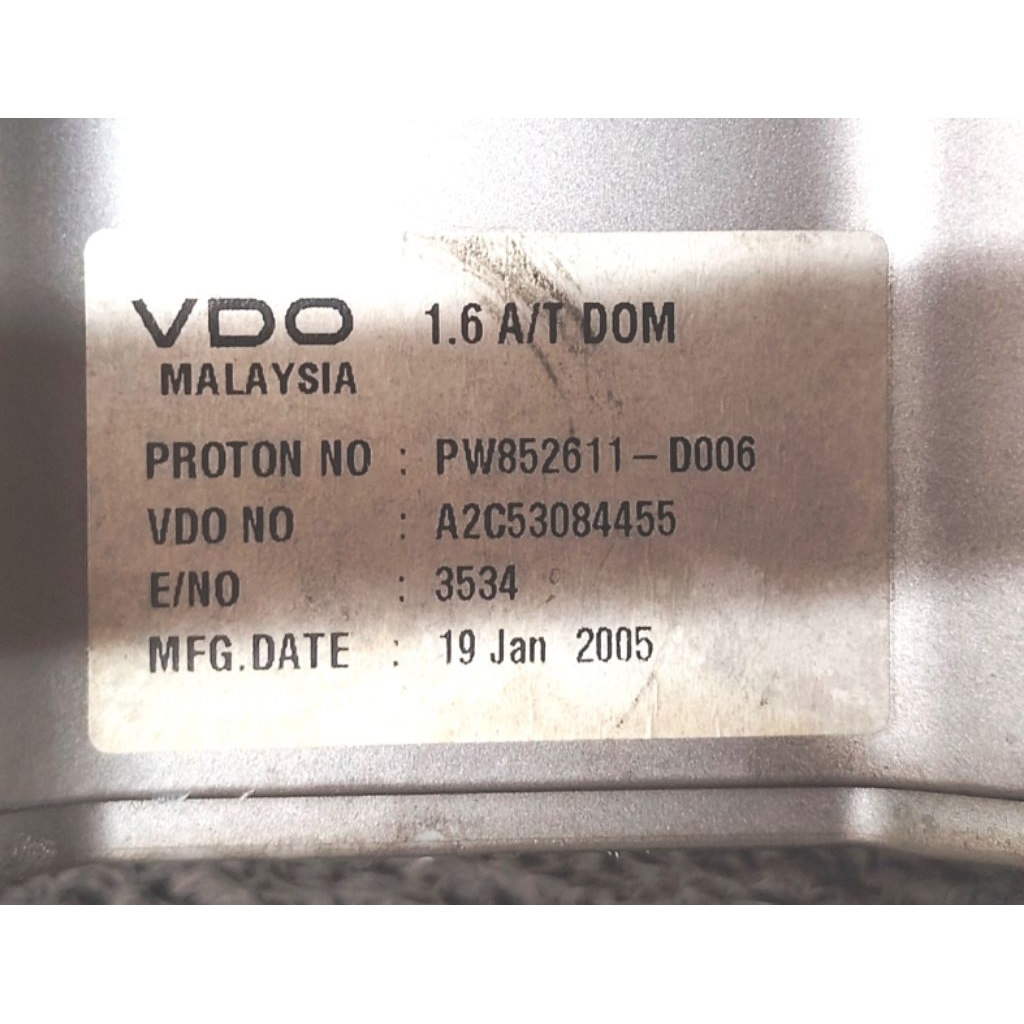 VDO 1.6 A/T DOM
MALAYSIA
PROTON NO : PW852611-D006
VDO NO : A2C53084455
E/NO : 3534
MFG.DATE : 19 Jan 2005